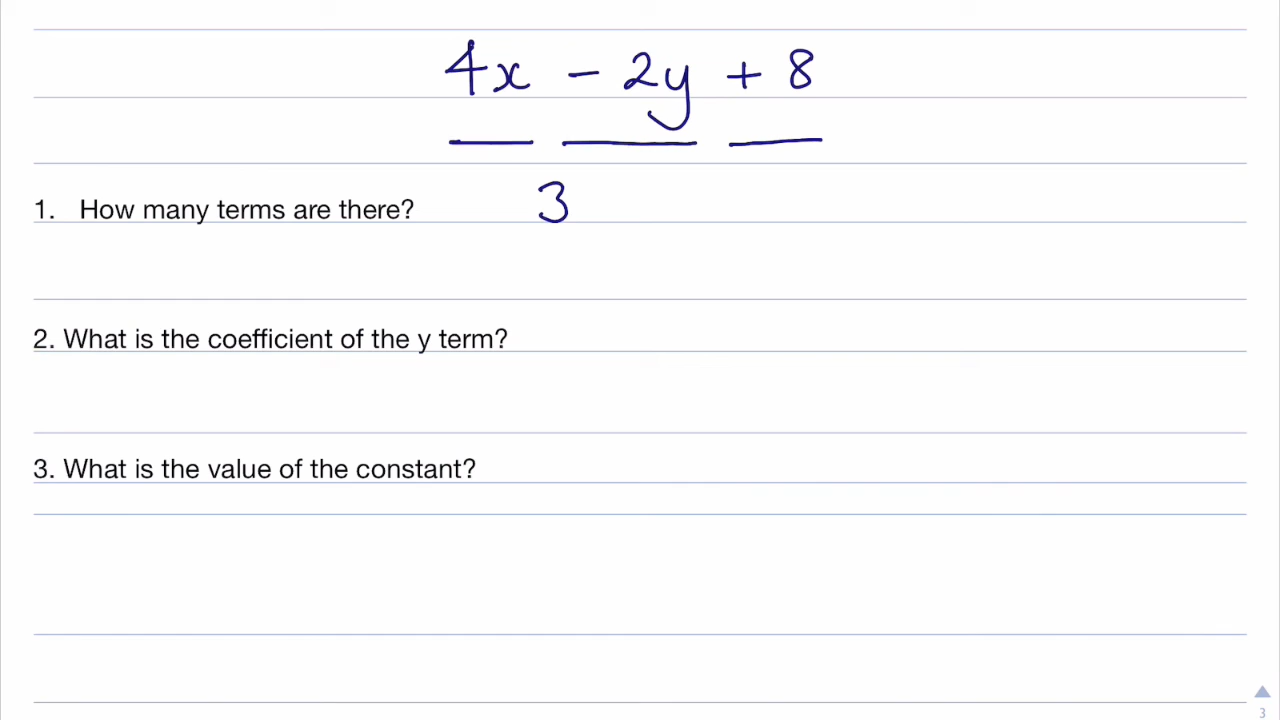 4x - 2y + 8
1. How many terms are there? 3
2. What is the coefficient of the y term?
3. What is the value of the constant?
3